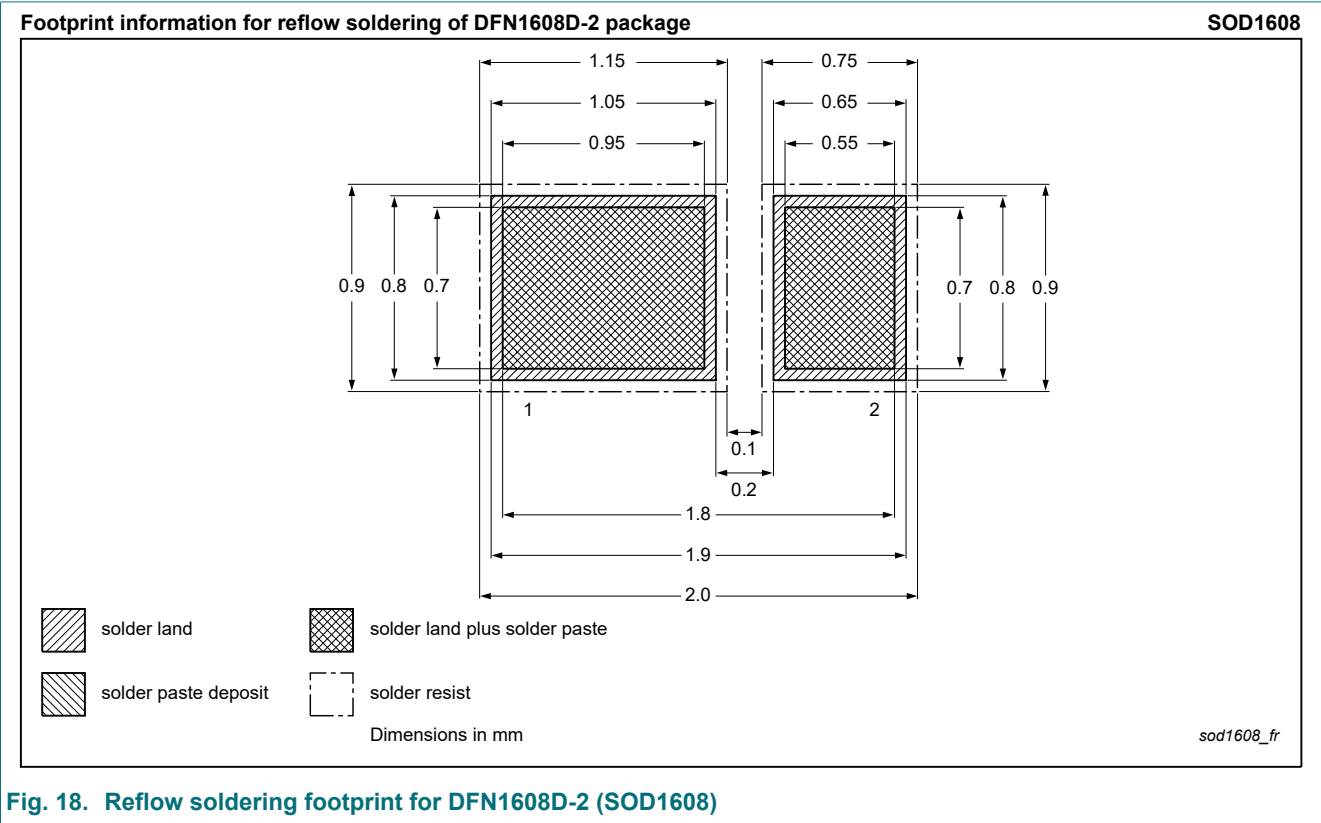 Footprint information for reflow soldering of DFN1608D-2 package SOD1608
1.15 0.75
1.05 0.65
0.95 0.55
0.9 0.8 0.7 0.7 0.8 0.9
1 2
0.1
0.2
1.8
1.9
2.0
solder land solder land plus solder paste
solder paste deposit solder resist
Dimensions in mm sod1608_fr
Fig. 18. Reflow soldering footprint for DFN1608D-2 (SOD1608)